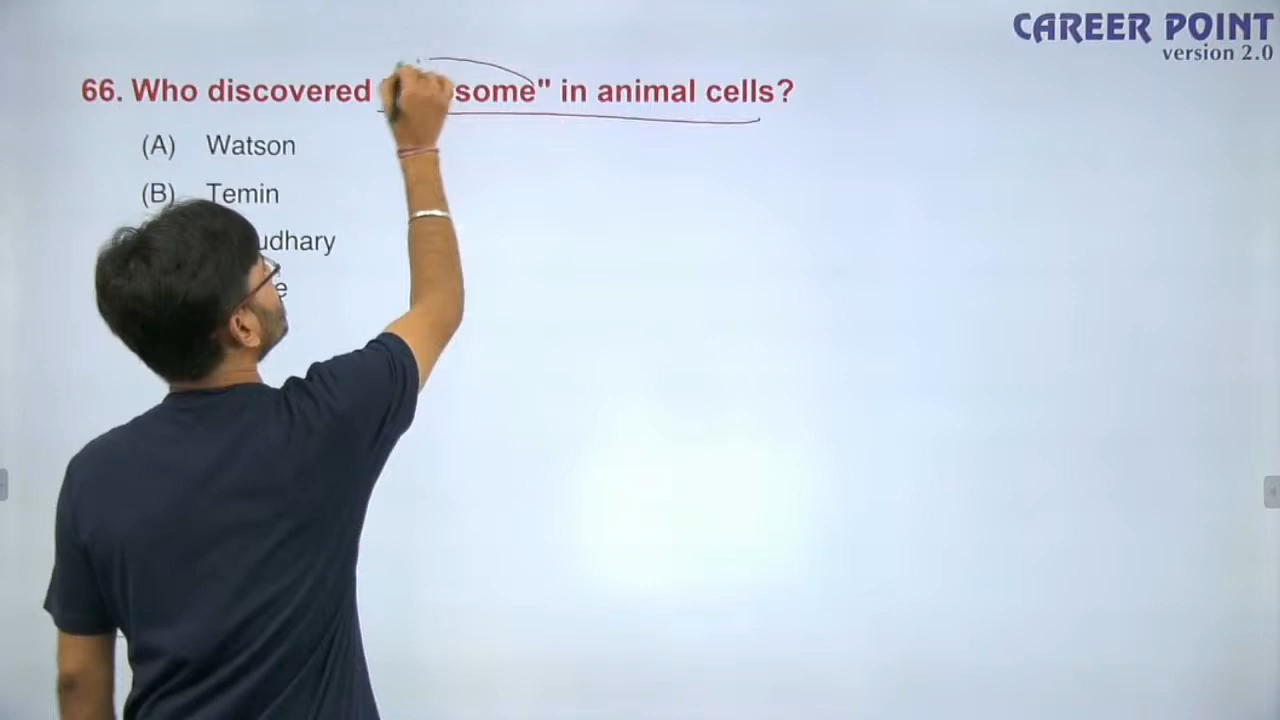 CAREER POINT
version 2.0
66. Who discovered some" in animal cells?
(A) Watson
(B) Temin
udhary
e